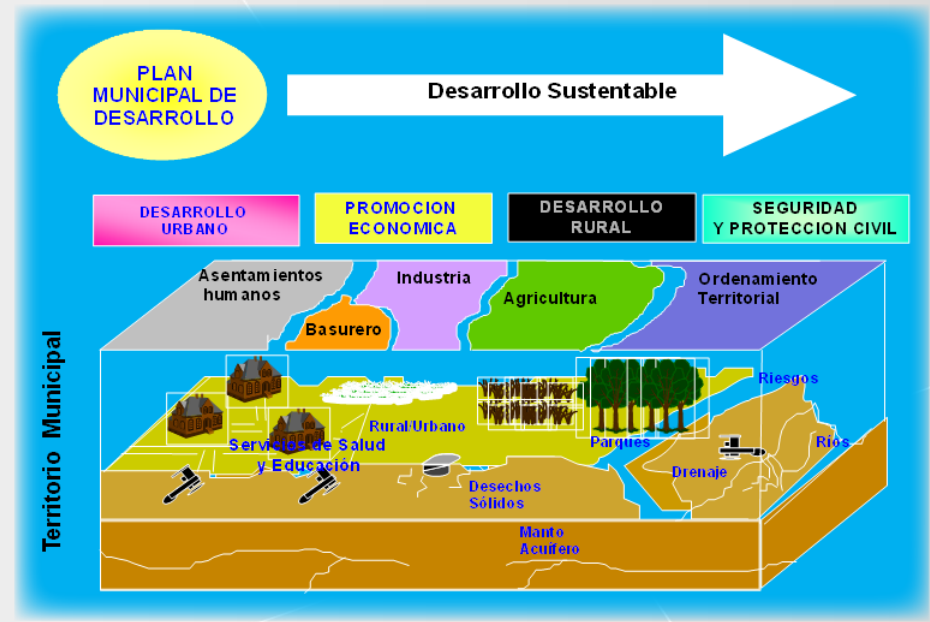 PLAN
MUNICIPAL DE
DESARROLLO
Desarrollo Sustentable
DESARROLLO
URBANO
PROMOCION
ECONOMICA
DESARROLLO
RURAL
SEGURIDAD
Y PROTECCION CIVIL
Asentamientos
humanos
Industria
Agricultura
Ordenamiento
Territorial
Basurero
Territorio Municipal
Riesgos
Rural/Urbano
Parques
Ríos
Servicios de Salud
y Educación
Drenaje
Desechos
Sólidos
Manto
Acuífero